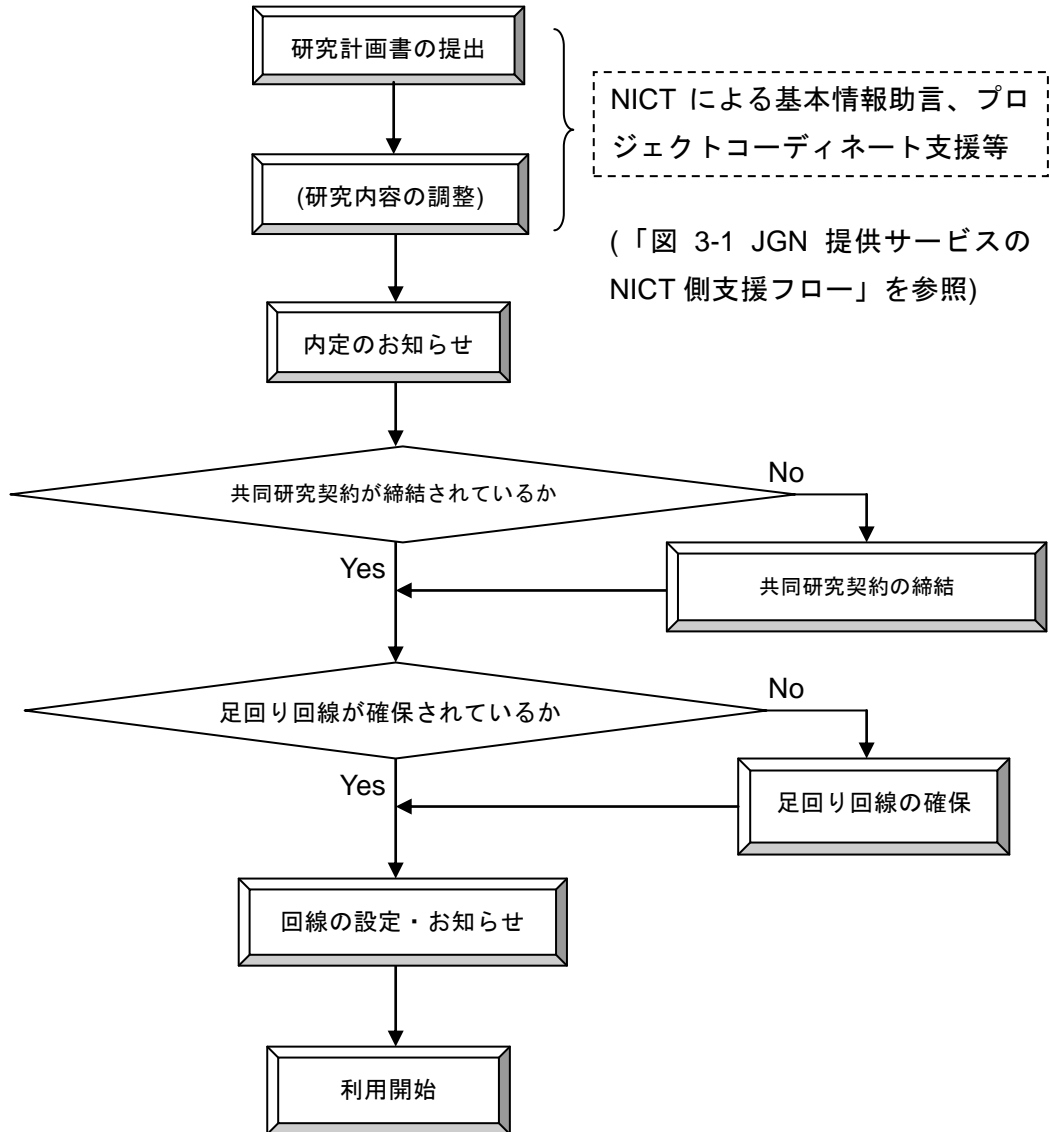 研究計画書の提出
NICT による基本情報助言、プロ
ジェクトコーディネート支援等
(研究内容の調整)
(「図 3-1 JGN 提供サービスの
NICT 側支援フロー」を参照)
内定のお知らせ
共同研究契約が締結されているか
No
Yes
共同研究契約の締結
足回り回線が確保されているか
No
Yes
足回り回線の確保
回線の設定・お知らせ
利用開始